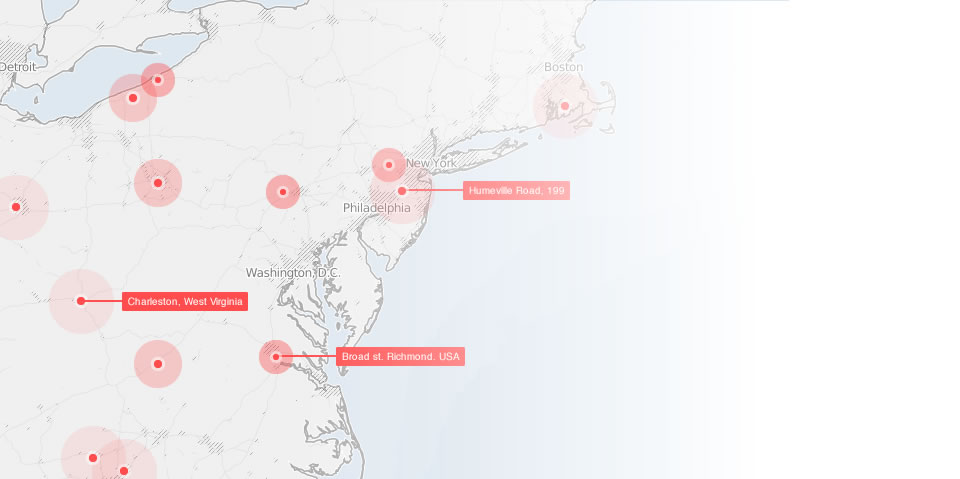 Detroit
Boston
New York
Humeville Road, 199
Philadelphia
Washington, D.C.
Charleston, West Virginia
Broad st. Richmond. USA